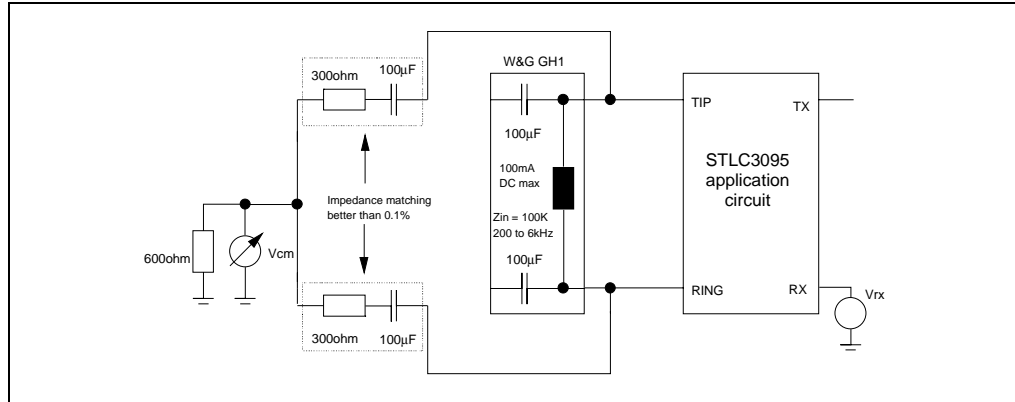 300ohm
100μF
W&G GH1
100μF
TIP
TX
STLC3095
application
circuit
100mA
DC max
Impedance matching
better than 0.1%
Zin = 100K
200 to 6kHz
600ohm
Vcm
100μF
RING
RX
Vrx
300ohm
100μF